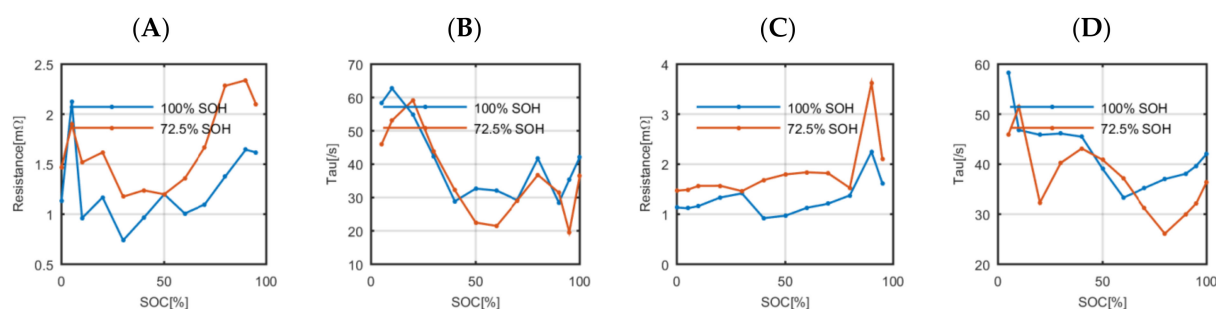 (A)
(B)
(C)
(D)
2.5
2
1.5
1
0.5
Resistance[mΩ]
100% SOH
72.5% SOH
0
50
100
SOC[%]
70
60
50
40
30
20
10
Tau[/s]
100% SOH
72.5% SOH
0
50
100
SOC[%]
4
3
2
1
0
Resistance[mΩ]
100% SOH
72.5% SOH
0
50
100
SOC[%]
60
50
40
30
20
Tau[/s]
100% SOH
72.5% SOH
0
50
100
SOC[%]